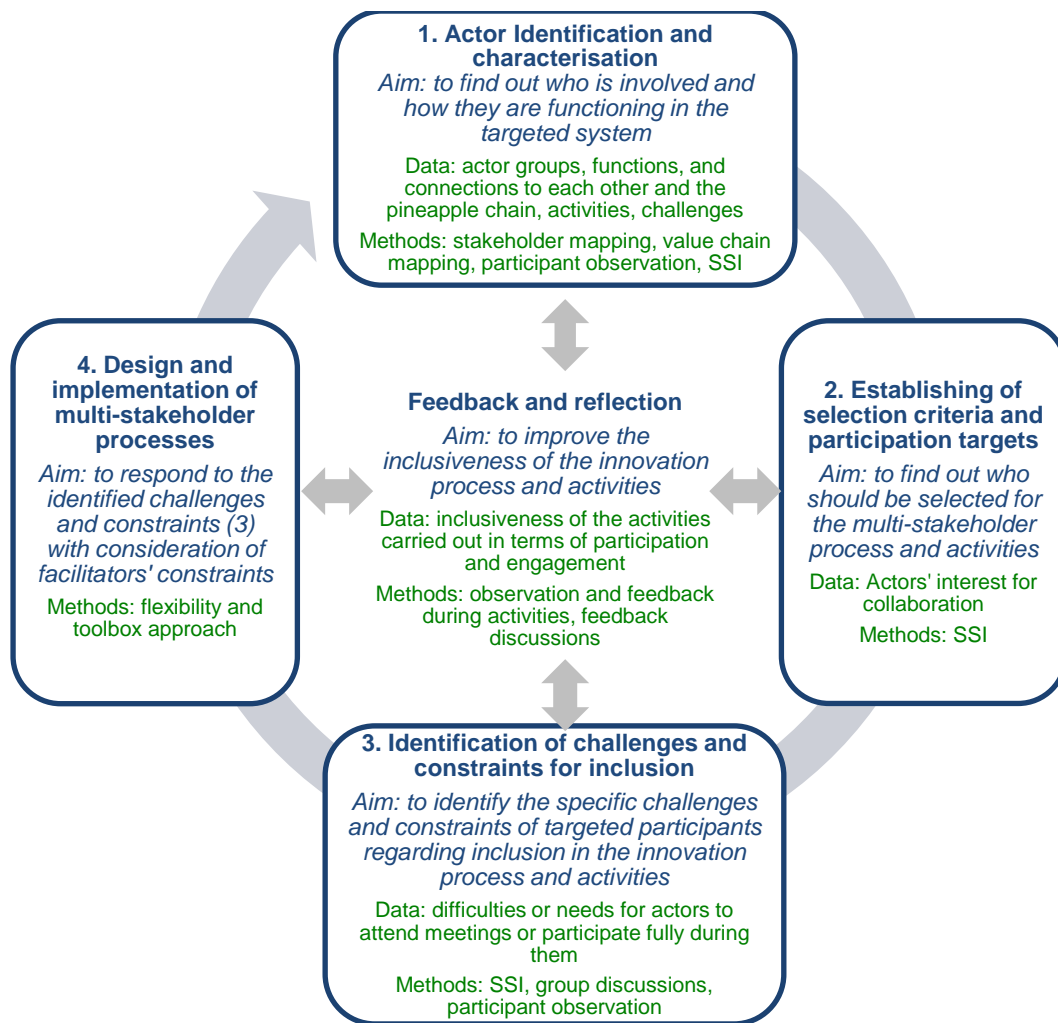 1. Actor Identification and
characterisation
Aim: to find out who is involved and
how they are functioning in the
targeted system
Data: actor groups, functions, and
connections to each other and the
pineapple chain, activities, challenges
Methods: stakeholder mapping, value chain
mapping, participant observation, SSI
2. Establishing of
selection criteria and
participation targets
Aim: to find out who
should be selected for
the multi-stakeholder
process and activities
Data: Actors' interest for
collaboration
Methods: SSI
3. Identification of challenges and
constraints for inclusion
Aim: to identify the specific challenges
and constraints of targeted participants
regarding inclusion in the innovation
process and activities
Data: difficulties or needs for actors to
attend meetings or participate fully during
them
Methods: SSI, group discussions,
participant observation
4. Design and
implementation of
multi-stakeholder
processes
Aim: to respond to the
identified challenges
and constraints (3)
with consideration of
facilitators' constraints
Methods: flexibility and
toolbox approach
Feedback and reflection
Aim: to improve the
inclusiveness of the innovation
process and activities
Data: inclusiveness of the activities
carried out in terms of participation
and engagement
Methods: observation and feedback
during activities, feedback
discussions